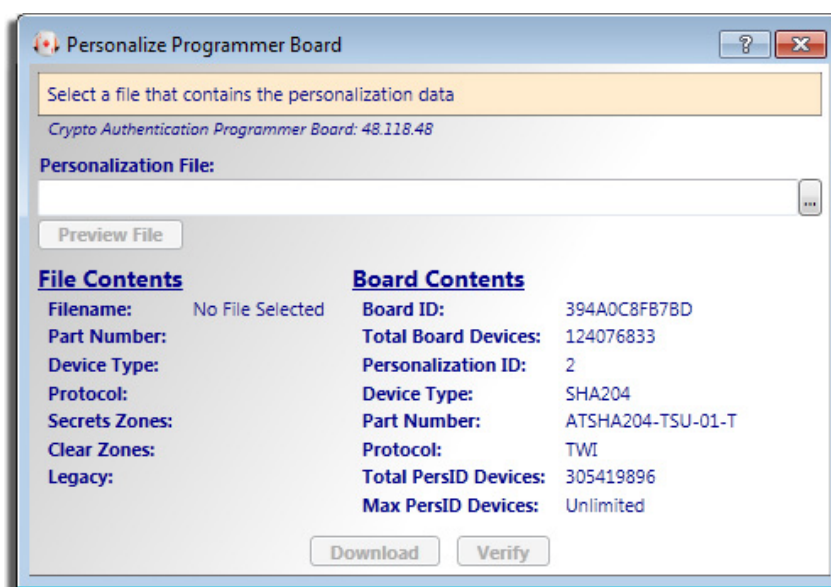 Personalize Programmer Board
Select a file that contains the personalization data
Crypto Authentication Programmer Board: 48.118.48
Personalization File:
...
Preview File
File Contents
Filename: No File Selected
Part Number:
Device Type:
Protocol:
Secrets Zones:
Clear Zones:
Legacy:
Board Contents
Board ID: 394A0C8FB7BD
Total Board Devices: 124076833
Personalization ID: 2
Device Type: SHA204
Part Number: ATSHA204-TSU-01-T
Protocol: TWI
Total PersID Devices: 305419896
Max PersID Devices: Unlimited
Download Verify